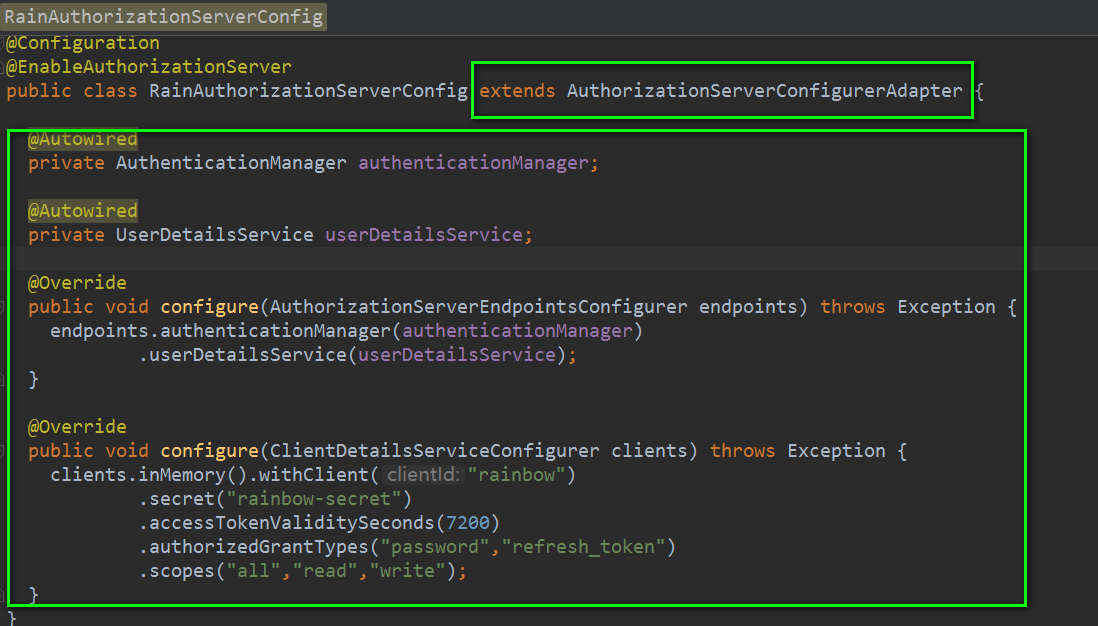 RainAuthorizationServerConfig
@Configuration
@EnableAuthorizationServer
public class RainAuthorizationServerConfig extends AuthorizationServerConfigurerAdapter {
@Autowired
private AuthenticationManager authenticationManager;
@Autowired
private UserDetailsService userDetailsService;
@Override
public void configure(AuthorizationServerEndpointsConfigurer endpoints) throws Exception {
endpoints.authenticationManager(authenticationManager)
.userDetailsService(userDetailsService);
}
@Override
public void configure(ClientDetailsServiceConfigurer clients) throws Exception {
clients.inMemory().withClient( clientId: "rainbow")
.secret("rainbow-secret")
.accessTokenValiditySeconds(7200)
.authorizedGrantTypes("password","refresh_token")
.scopes("all","read","write");
}
}